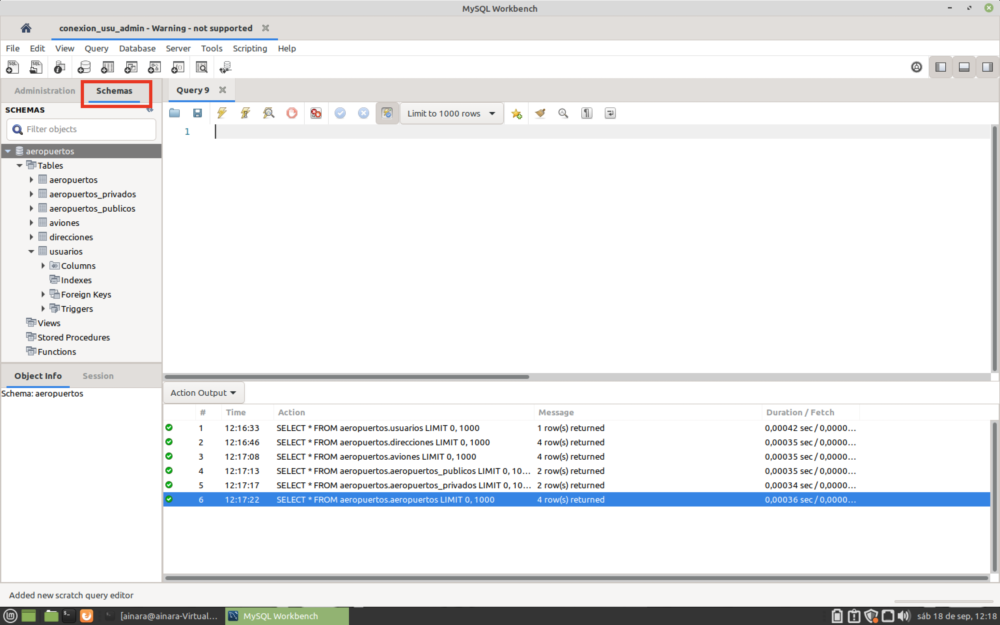 MySQL Workbench
conexion_usu_admin - Warning - not supported
File Edit View Query Database Server Tools Scripting Help
Administration Schemas
Query 9
SCHEMAS
Limit to 1000 rows
Filter objects
1
aeropuertos
Tables
aeropuertos
aeropuertos_privados
aeropuertos_publicos
aviones
direcciones
usuarios
Columns
Indexes
Foreign Keys
Triggers
Views
Stored Procedures
Functions
Object Info Session
Schema: aeropuertos
Action Output
# Time Action Message Duration / Fetch
1 12:16:33 SELECT * FROM aeropuertos.usuarios LIMIT 0, 1000 1 row(s) returned 0,00042 sec / 0,0000...
2 12:16:46 SELECT * FROM aeropuertos.direcciones LIMIT 0, 1000 4 row(s) returned 0,00035 sec / 0,0000...
3 12:17:08 SELECT * FROM aeropuertos.aviones LIMIT 0, 1000 4 row(s) returned 0,00035 sec / 0,0000...
4 12:17:13 SELECT * FROM aeropuertos.aeropuertos_publicos LIMIT 0, 10... 2 row(s) returned 0,00035 sec / 0,0000...
5 12:17:17 SELECT * FROM aeropuertos.aeropuertos_privados LIMIT 0, 10... 2 row(s) returned 0,00034 sec / 0,0000...
6 12:17:22 SELECT * FROM aeropuertos.aeropuertos LIMIT 0, 1000 4 row(s) returned 0,00036 sec / 0,0000...
Added new scratch query editor
[ainara@ainara-Virtual... MySQL Workbench sáb 18 de sep, 12:18